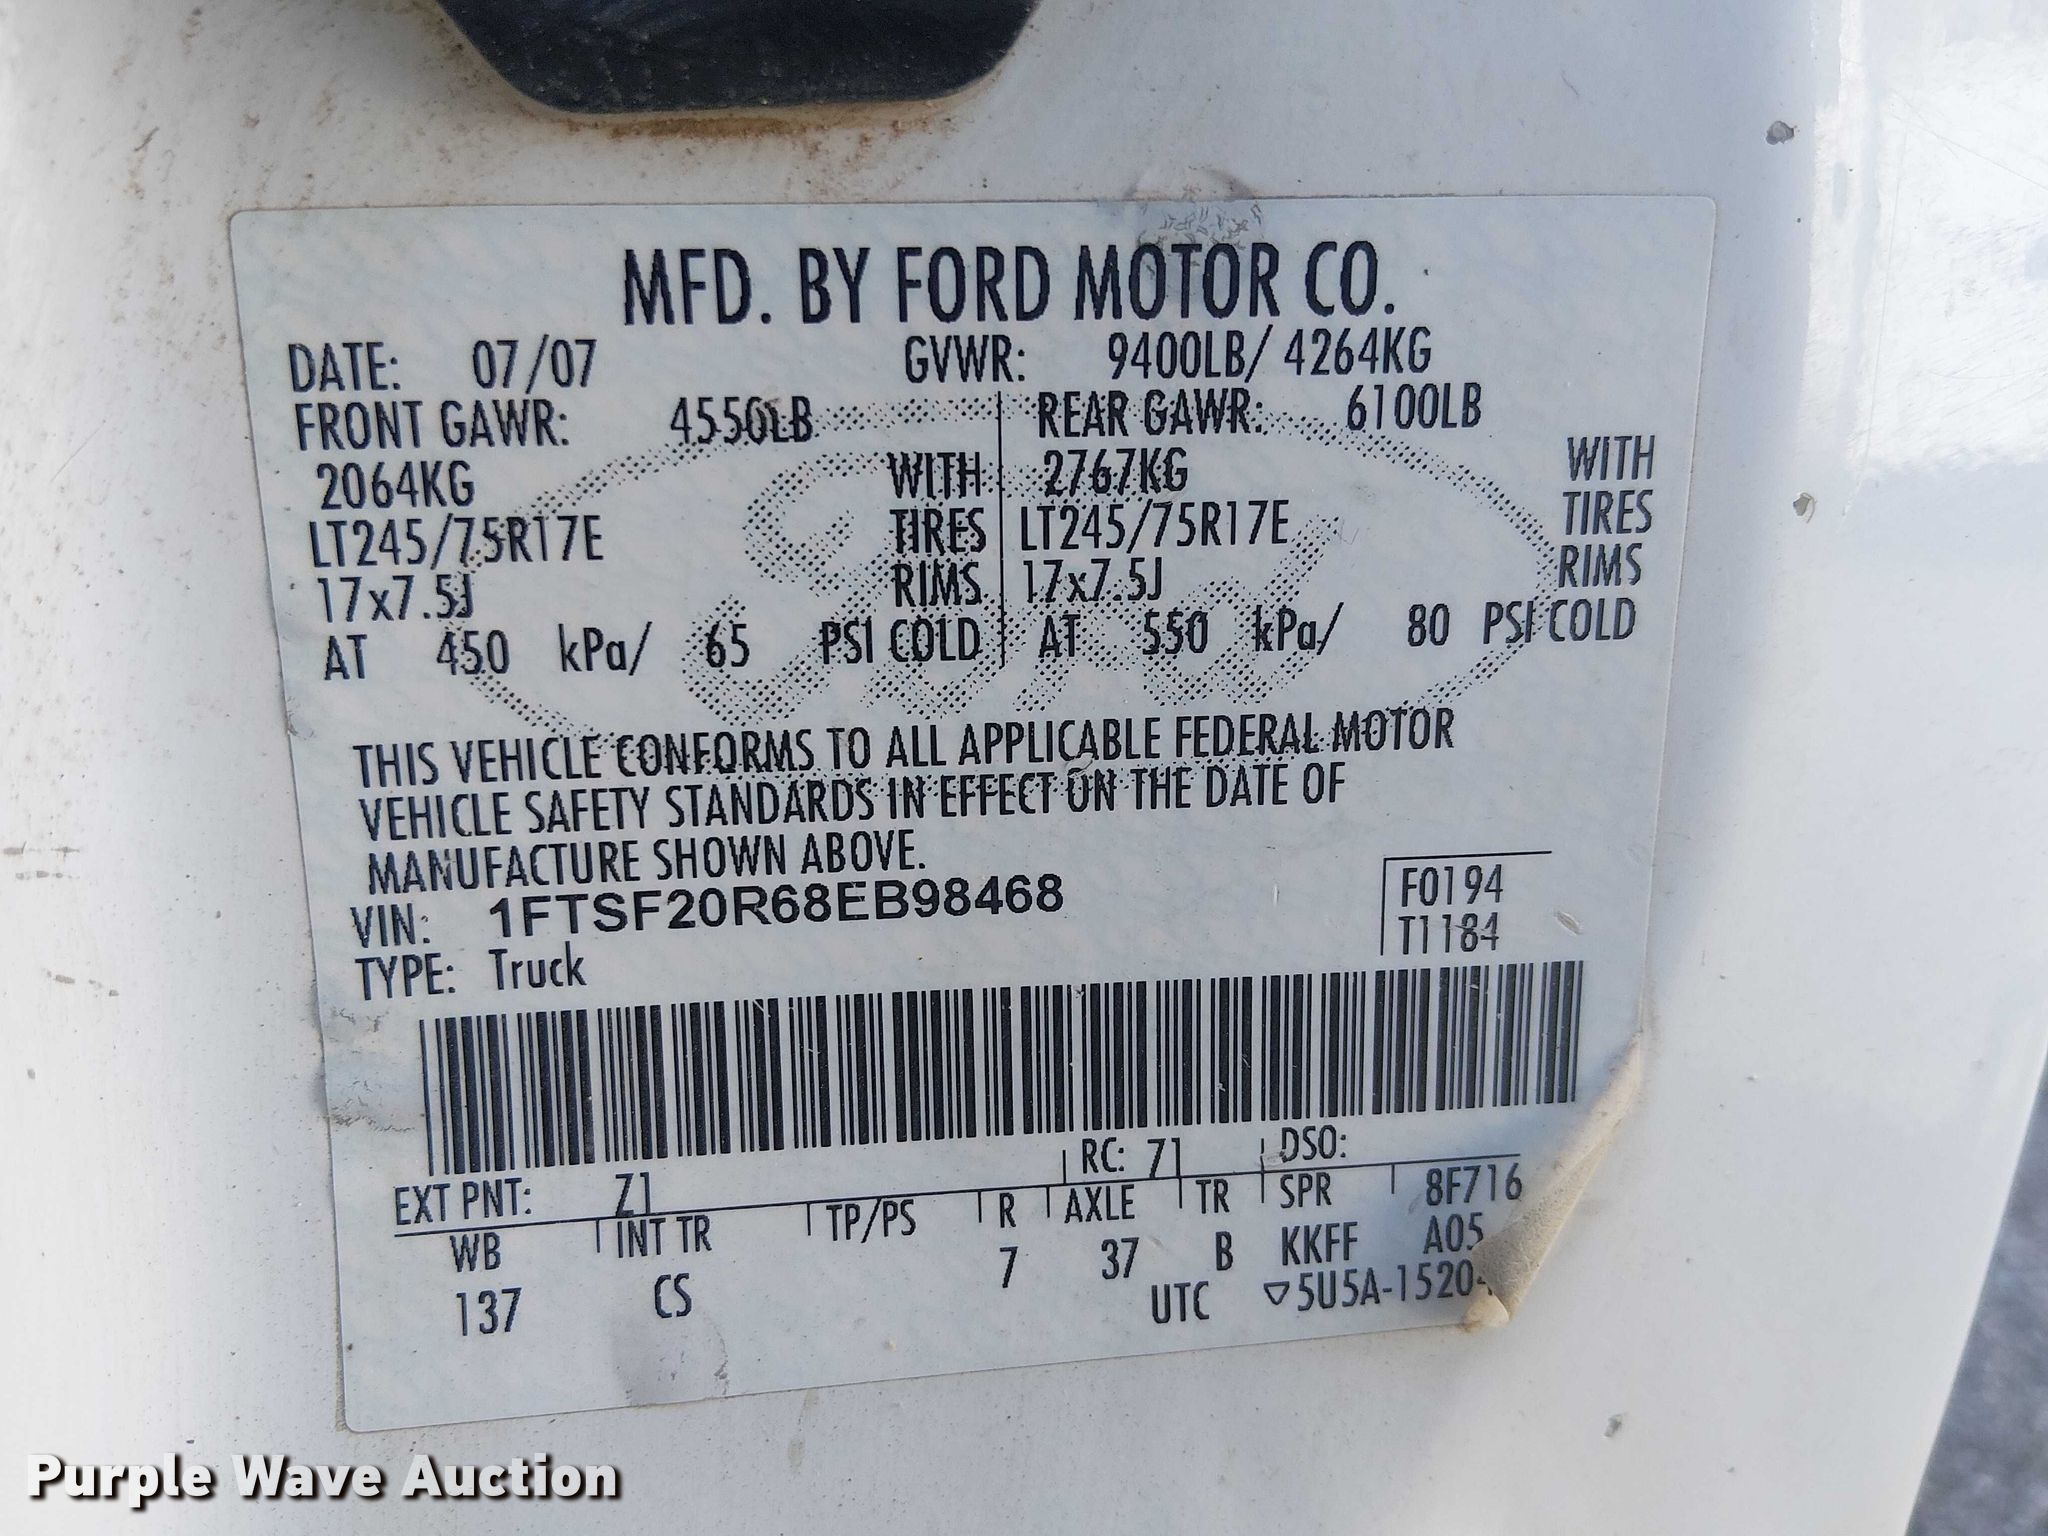 MFD. BY FORD MOTOR CO.
DATE: 07/07 GVWR: 9400LB/ 4264KG
FRONT GAWR: 4550LB REAR GAWR: 6100LB
2064KG WITH 2767KG WITH
LT245/75R17E TIRES LT245/75R17E TIRES
17x7.5J RIMS 17x7.5J RIMS
AT 450 kPa/ 65 PSI COLD AT 550 kPa/ 80 PSI COLD
THIS VEHICLE CONFORMS TO ALL APPLICABLE FEDERAL MOTOR
VEHICLE SAFETY STANDARDS IN EFFECT ON THE DATE OF
MANUFACTURE SHOWN ABOVE.
VIN: 1FTSF20R68EB98468 F0194
TYPE: Truck T1184
EXT PNT: Z1 RC: 71 DSO:
WB INT TR TP/PS R AXLE TR SPR 8F716
137 CS 7 37 B KKFF A05
UTC ▽5U5A-1520
Purple Wave Auction